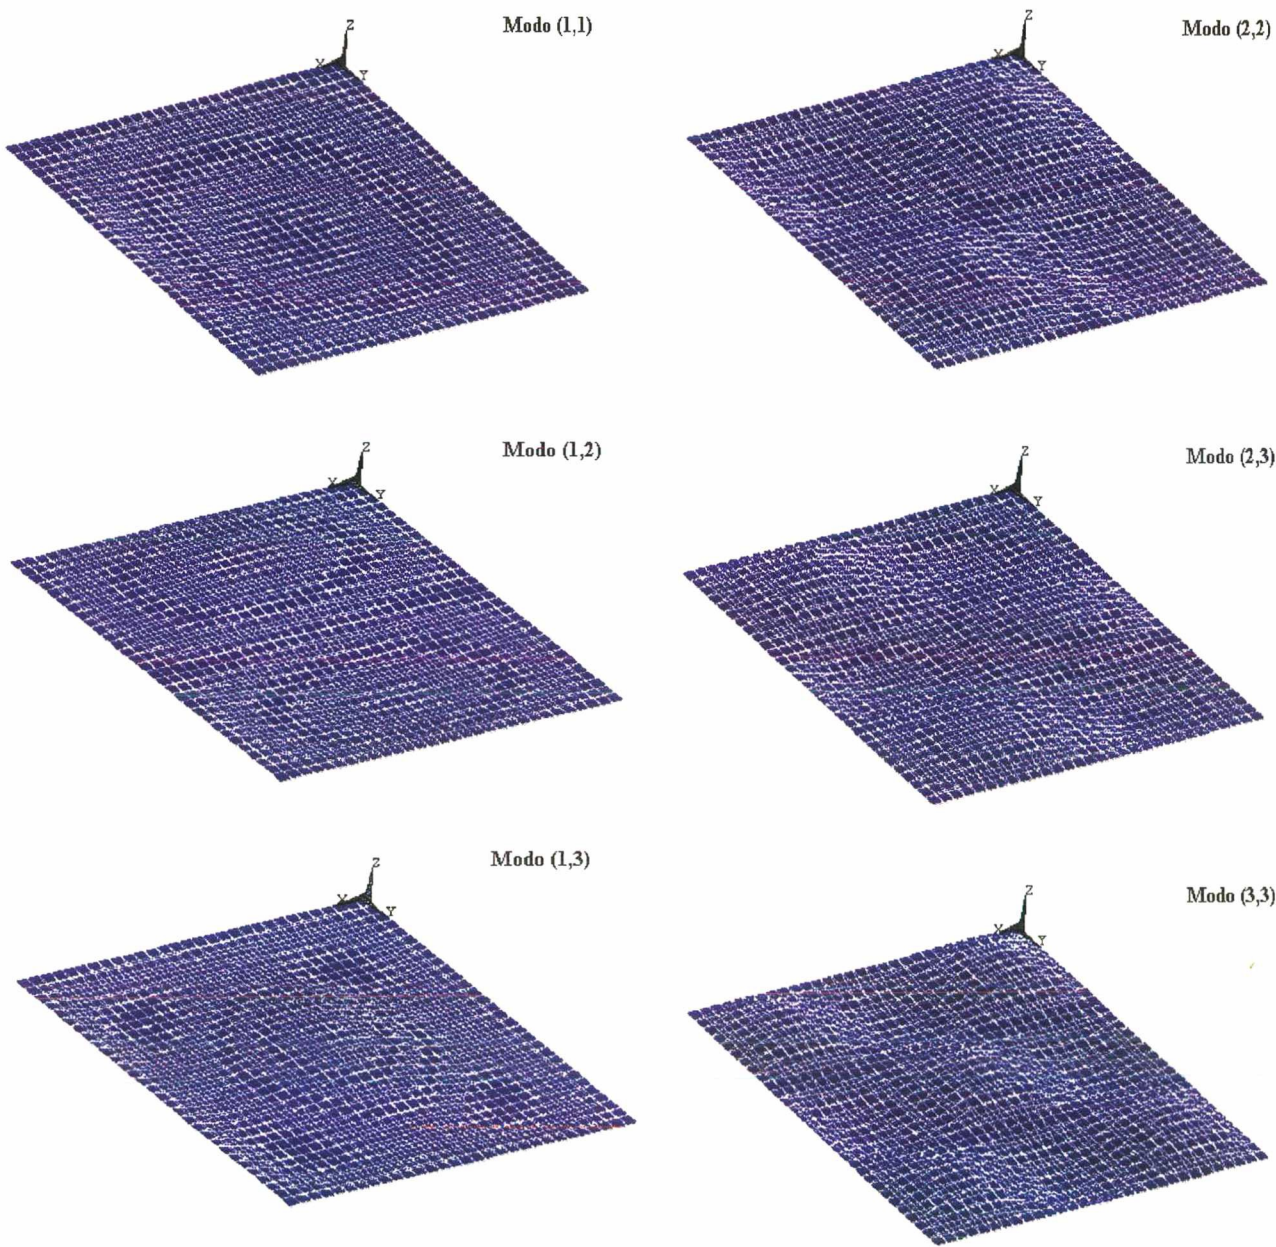 Modo (1,1)
Z
X
Y
Modo (2,2)
Z
X
Y
Modo (1,2)
Z
X
Y
Modo (2,3)
Z
X
Y
Modo (1,3)
Z
X
Y
Modo (3,3)
Z
X
Y